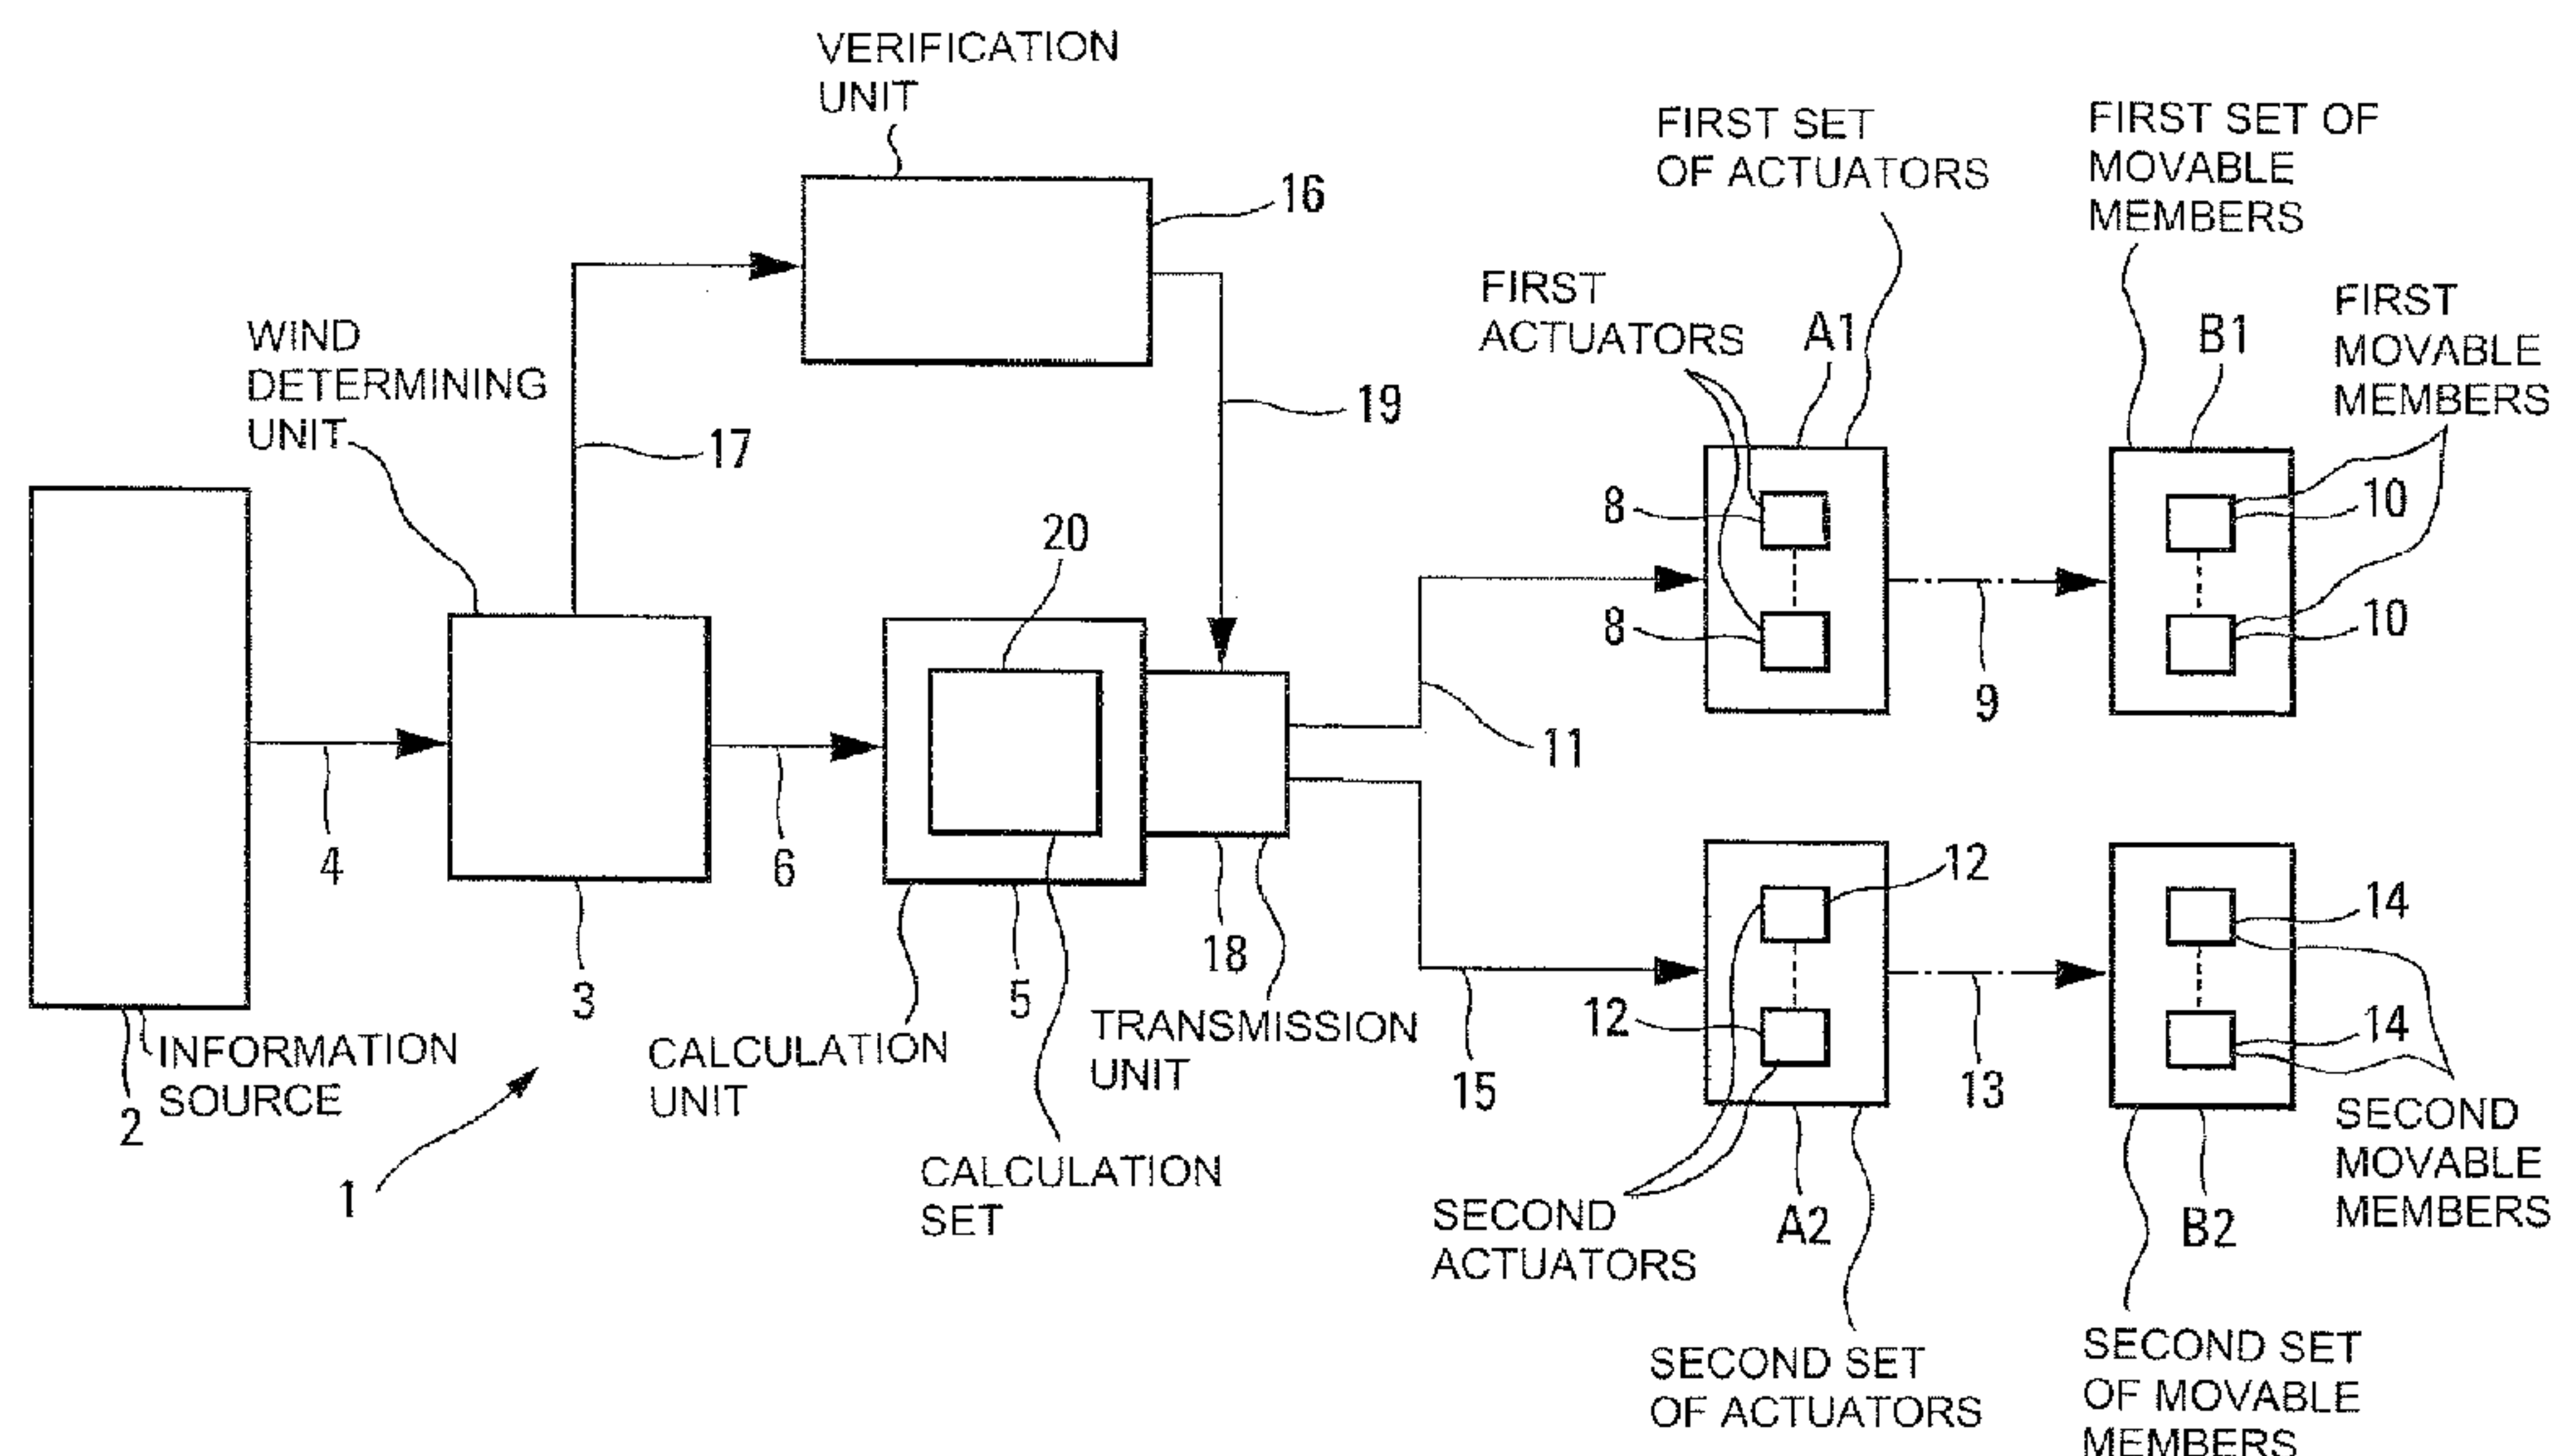 VERIFICATION
UNIT
16
FIRST SET
OF ACTUATORS
FIRST SET OF
MOVABLE
MEMBERS
FIRST
ACTUATORS
A1
B1
FIRST
MOVABLE
MEMBERS
WIND
DETERMINING
UNIT
17
19
20
8
8
10
10
9
11
4
6
3
5
18
2
INFORMATION
SOURCE
1
CALCULATION
UNIT
CALCULATION
SET
TRANSMISSION
UNIT
15
12
12
13
14
14
SECOND
ACTUATORS
A2
B2
SECOND
MOVABLE
MEMBERS
SECOND SET
OF ACTUATORS
SECOND SET
OF MOVABLE
MEMBERS